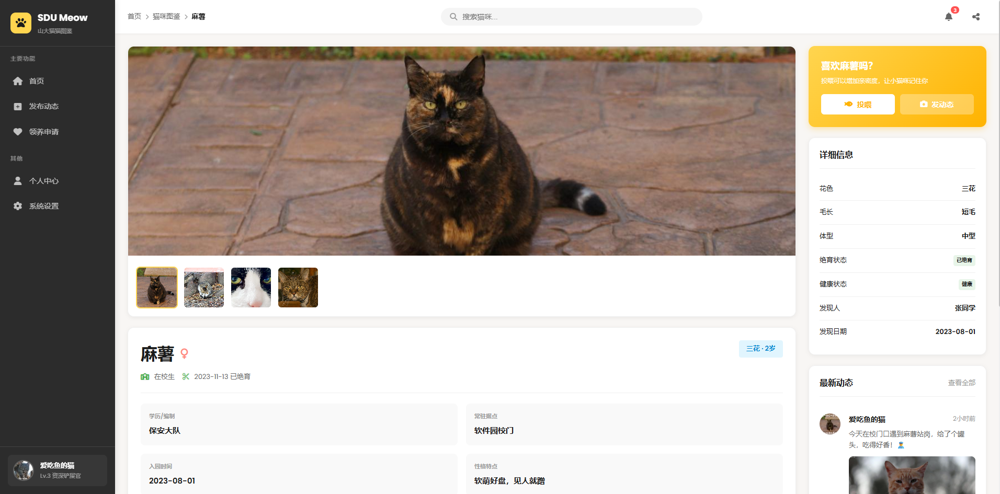 SDU Meow
山大猫猫图鉴
主要功能
首页
发布动态
领养申请
其他
个人中心
系统设置
爱吃鱼的猫
Lv.3 资深铲屎官
首页 > 猫咪图鉴 > 麻薯
搜索猫咪...
3
麻薯 ♀
三花 · 2岁
在校生 2023-11-13 已绝育
学历/编制
保安大队
常驻据点
软件园校门
入园时间
2023-08-01
性格特点
软萌好盘，见人就蹭
喜欢麻薯吗?
投喂可以增加亲密度，让小猫咪记住你
投喂
发动态
详细信息
花色 三花
毛长 短毛
体型 中型
绝育状态 已绝育
健康状态 健康
发现人 张同学
发现日期 2023-08-01
最新动态 查看全部
爱吃鱼的猫 2小时前
今天在校门口遇到麻薯站岗，给了个罐
头，吃得好香！